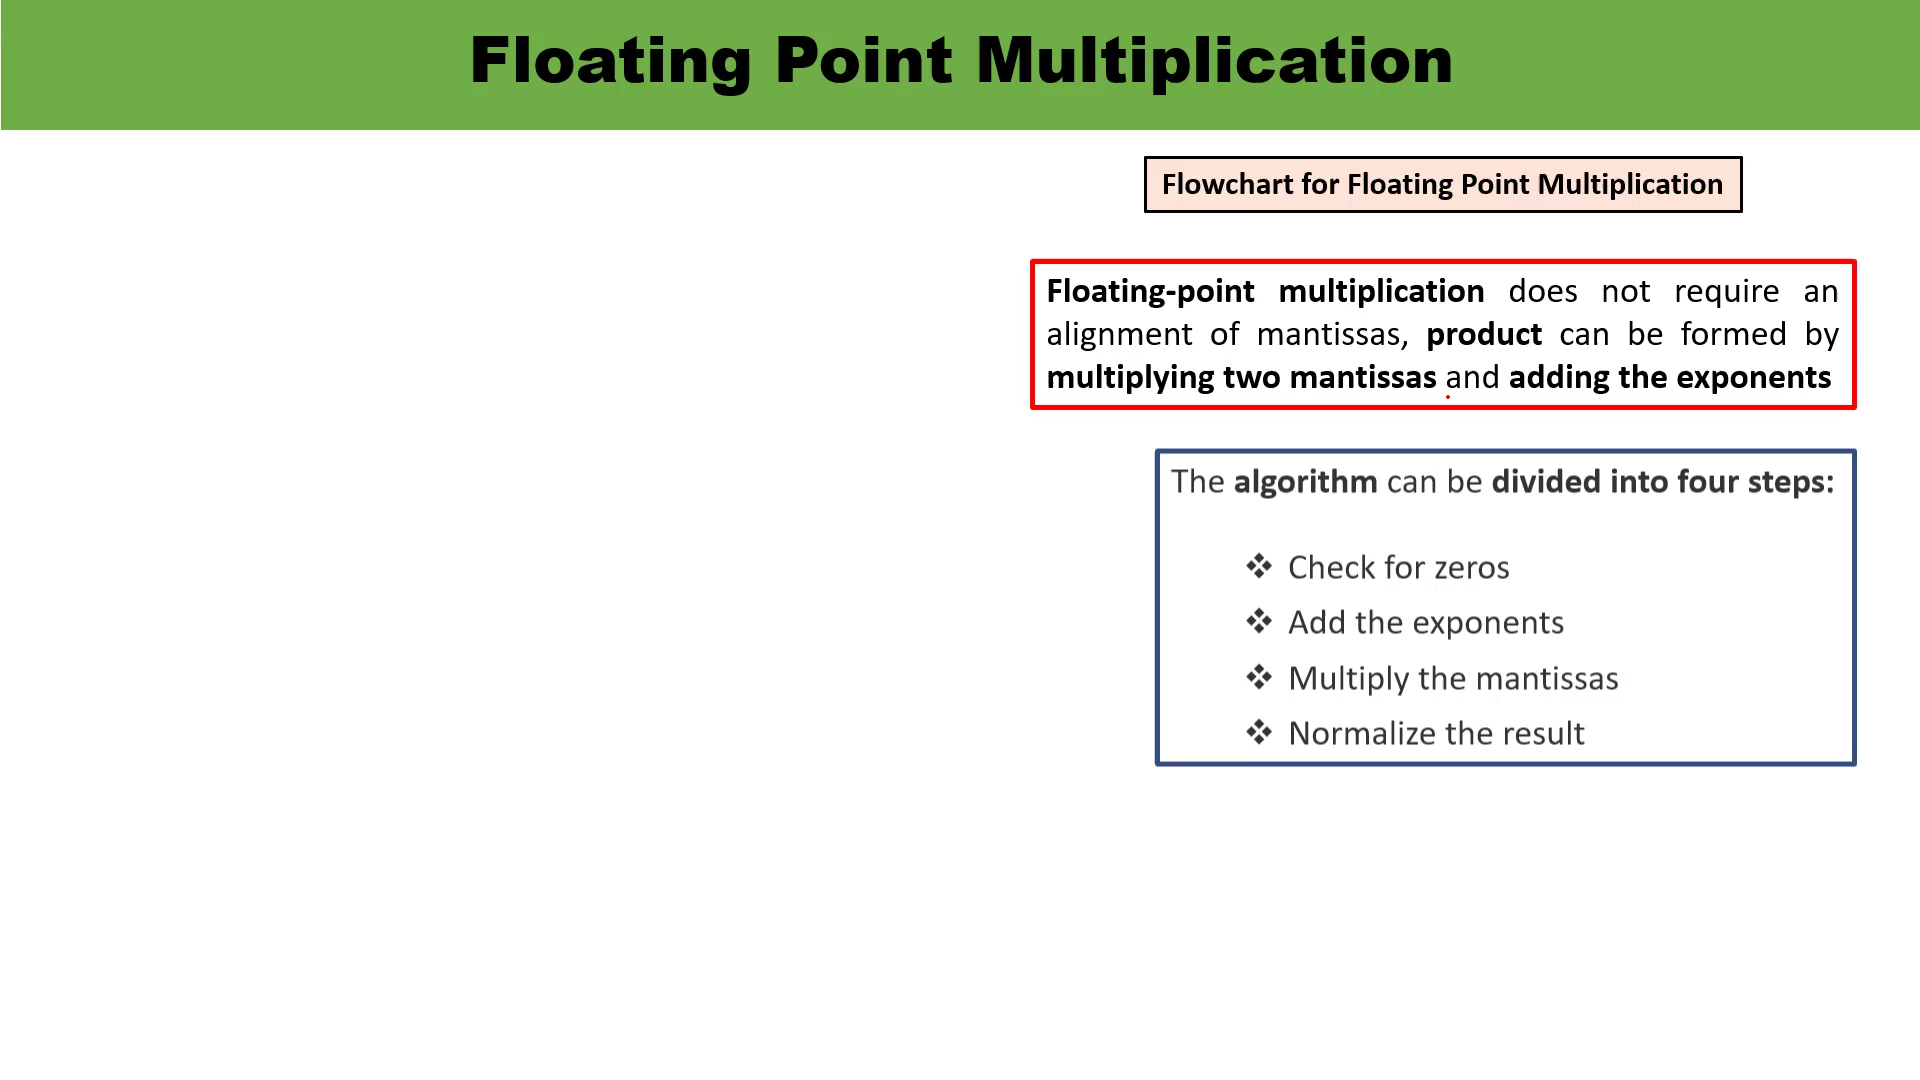 Floating Point Multiplication
Flowchart for Floating Point Multiplication
Floating-point multiplication does not require an
alignment of mantissas, product can be formed by
multiplying two mantissas and adding the exponents
The algorithm can be divided into four steps:
❖ Check for zeros
❖ Add the exponents
❖ Multiply the mantissas
❖ Normalize the result